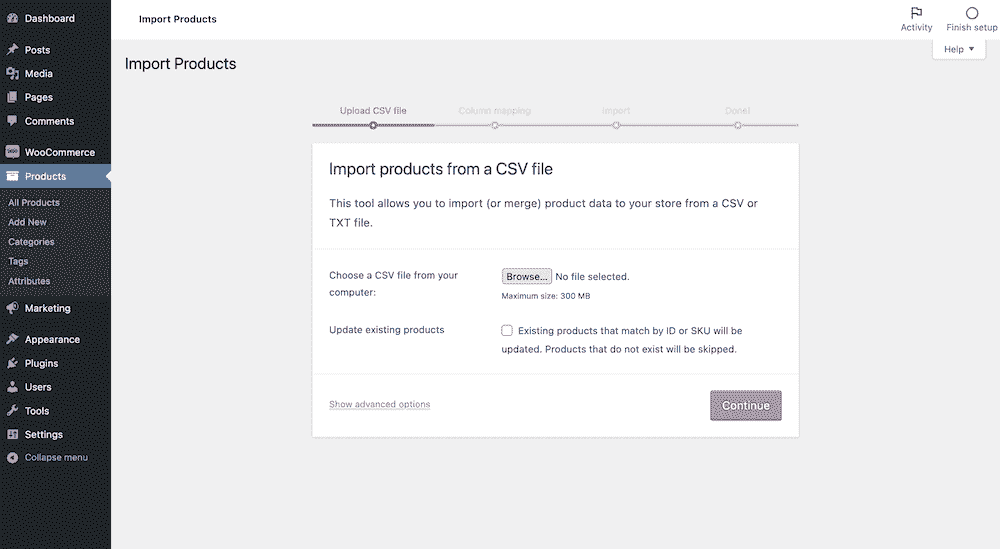 Dashboard
Posts
Media
Pages
Comments
WooCommerce
Products
All Products
Add New
Categories
Tags
Attributes
Marketing
Appearance
Plugins
Users
Tools
Settings
Collapse menu
Import Products
Activity
Finish setup
Help
Import Products
Upload CSV file
Column mapping
Import
Done!
Import products from a CSV file
This tool allows you to import (or merge) product data to your store from a CSV or
TXT file.
Choose a CSV file from your
computer:
Browse... No file selected.
Maximum size: 300 MB
Update existing products
Existing products that match by ID or SKU will be
updated. Products that do not exist will be skipped.
Show advanced options
Continue